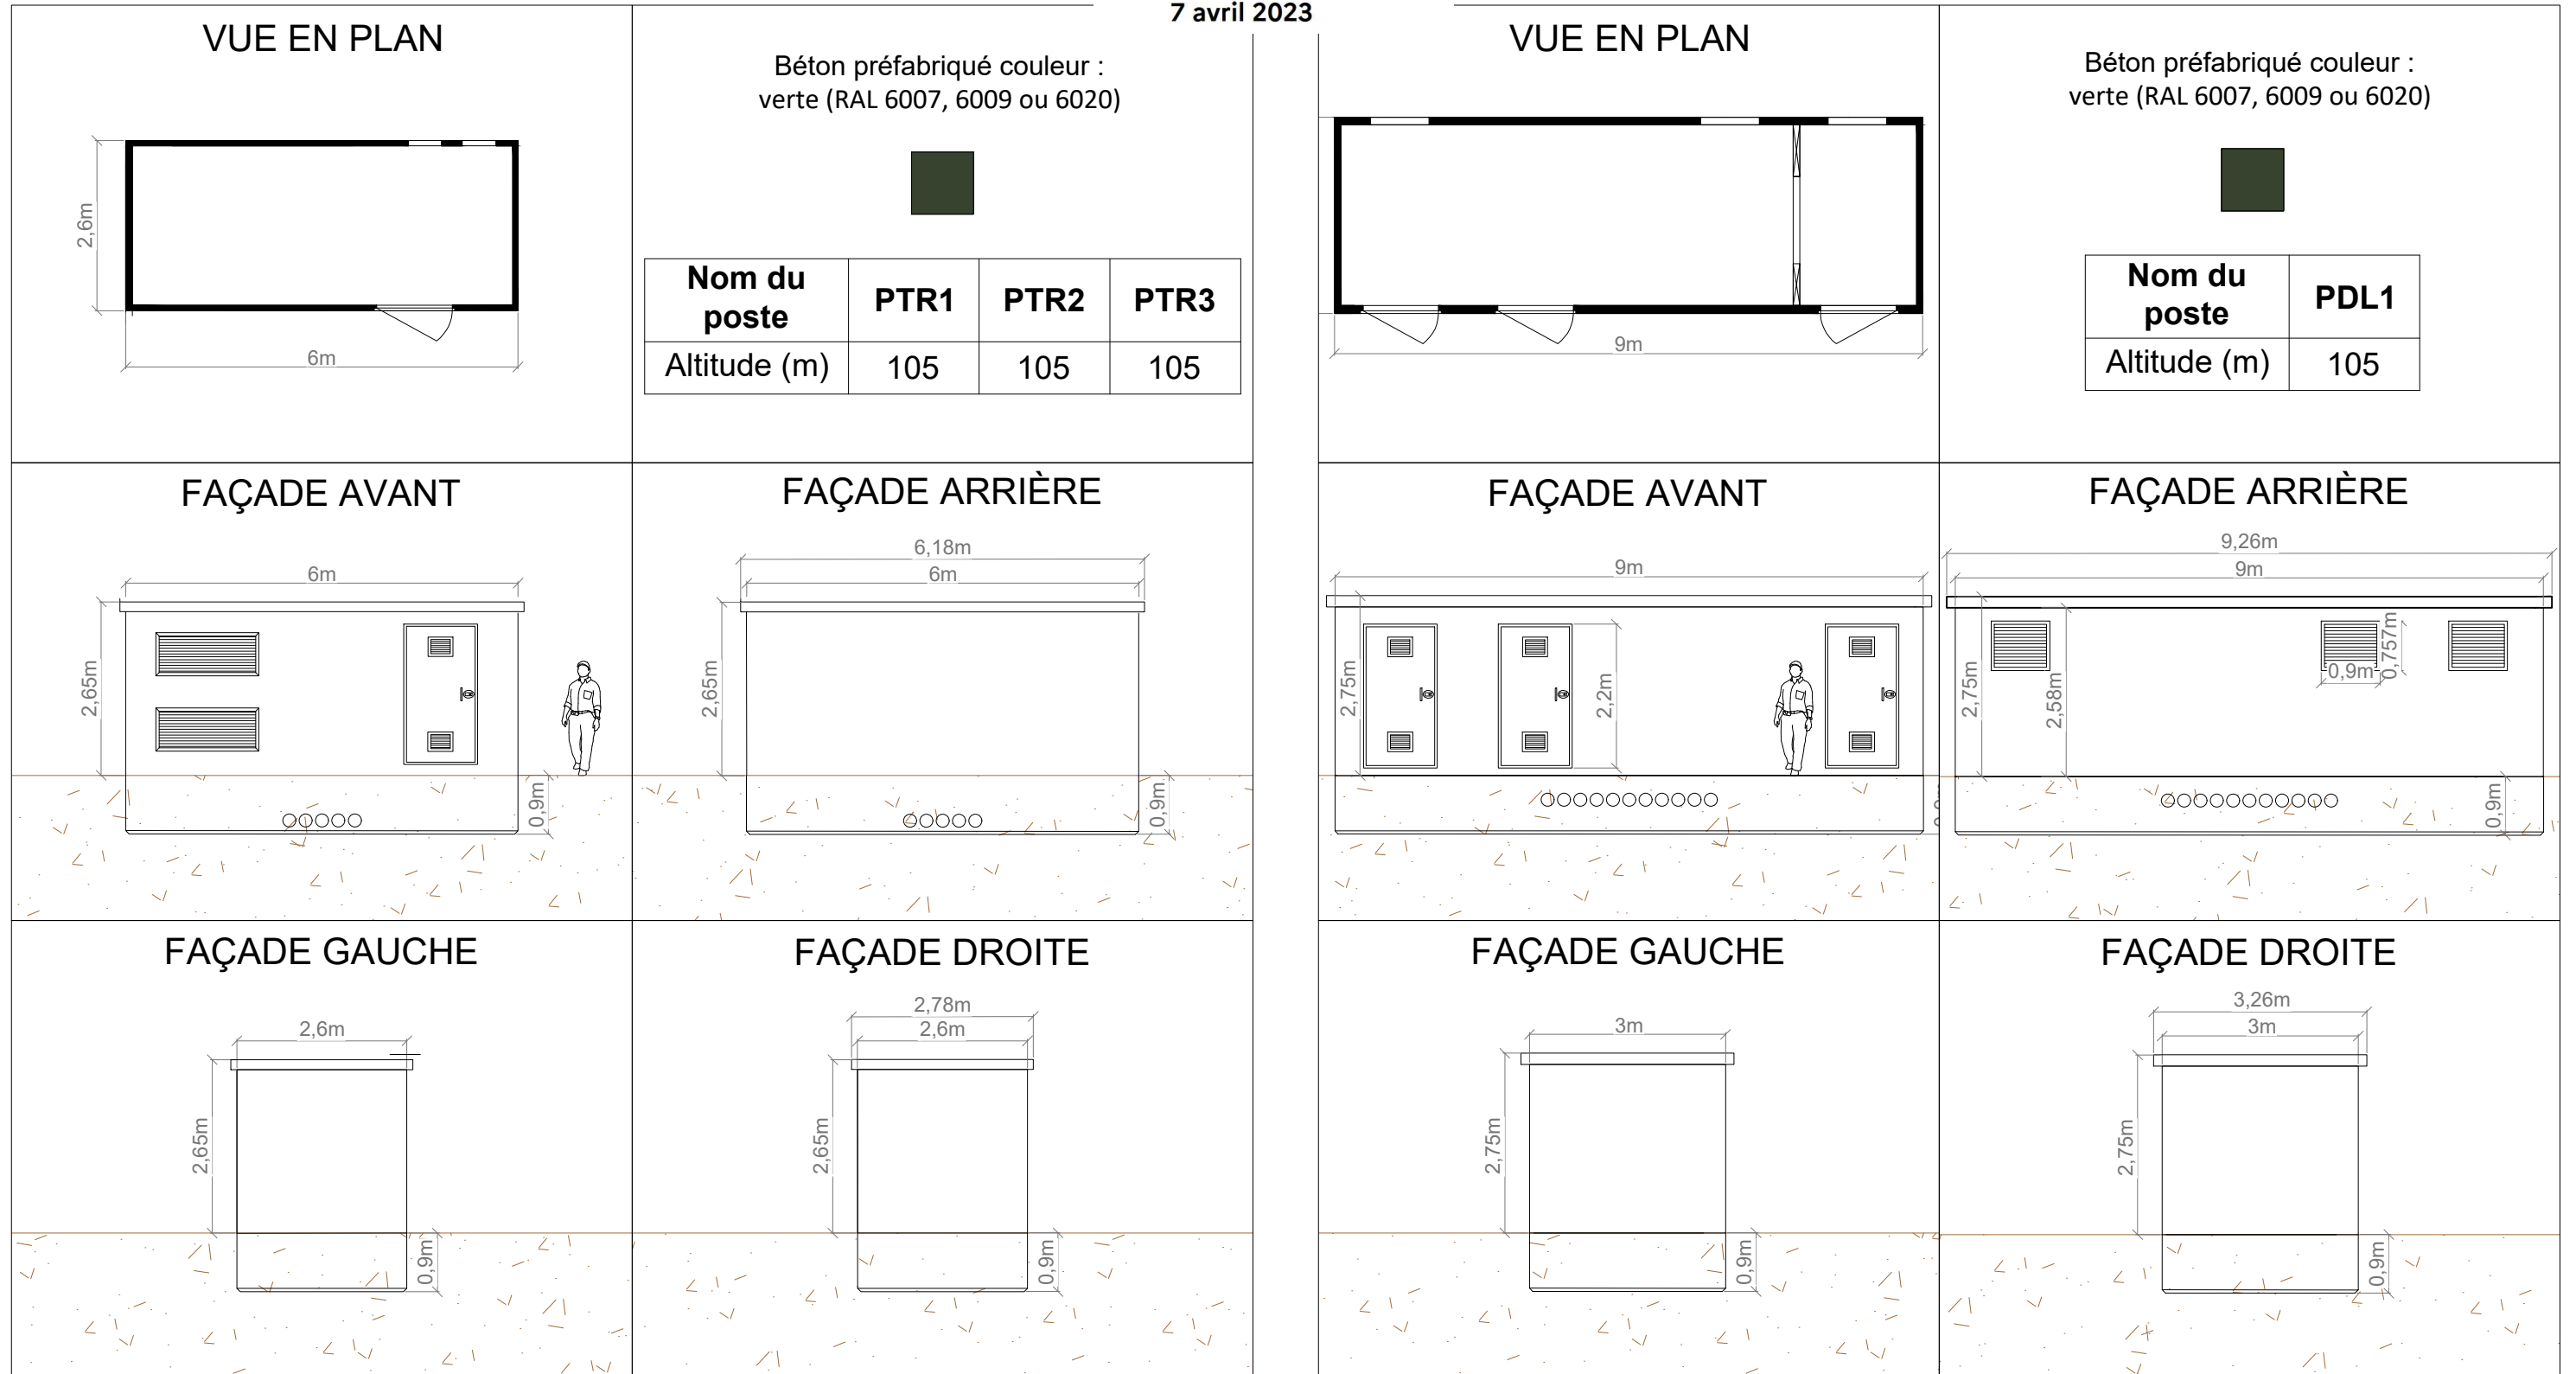 7 avril 2023
VUE EN PLAN
2,6m
6m
Béton préfabriqué couleur :
verte (RAL 6007, 6009 ou 6020)
Nom du poste PTR1 PTR2 PTR3
Altitude (m) 105 105 105
FAÇADE AVANT
6m
2,65m
0,9m
FAÇADE ARRIÈRE
6,18m
6m
2,65m
0,9m
FAÇADE GAUCHE
2,6m
2,65m
0,9m
FAÇADE DROITE
2,78m
2,6m
2,65m
0,9m
VUE EN PLAN
9m
Béton préfabriqué couleur :
verte (RAL 6007, 6009 ou 6020)
Nom du poste PDL1
Altitude (m) 105
FAÇADE AVANT
9m
2,75m
2,2m
FAÇADE ARRIÈRE
9,26m
9m
2,75m
2,58m
0,9m
0,757m
0,9m
FAÇADE GAUCHE
3m
2,75m
0,9m
FAÇADE DROITE
3,26m
3m
2,75m
0,9m